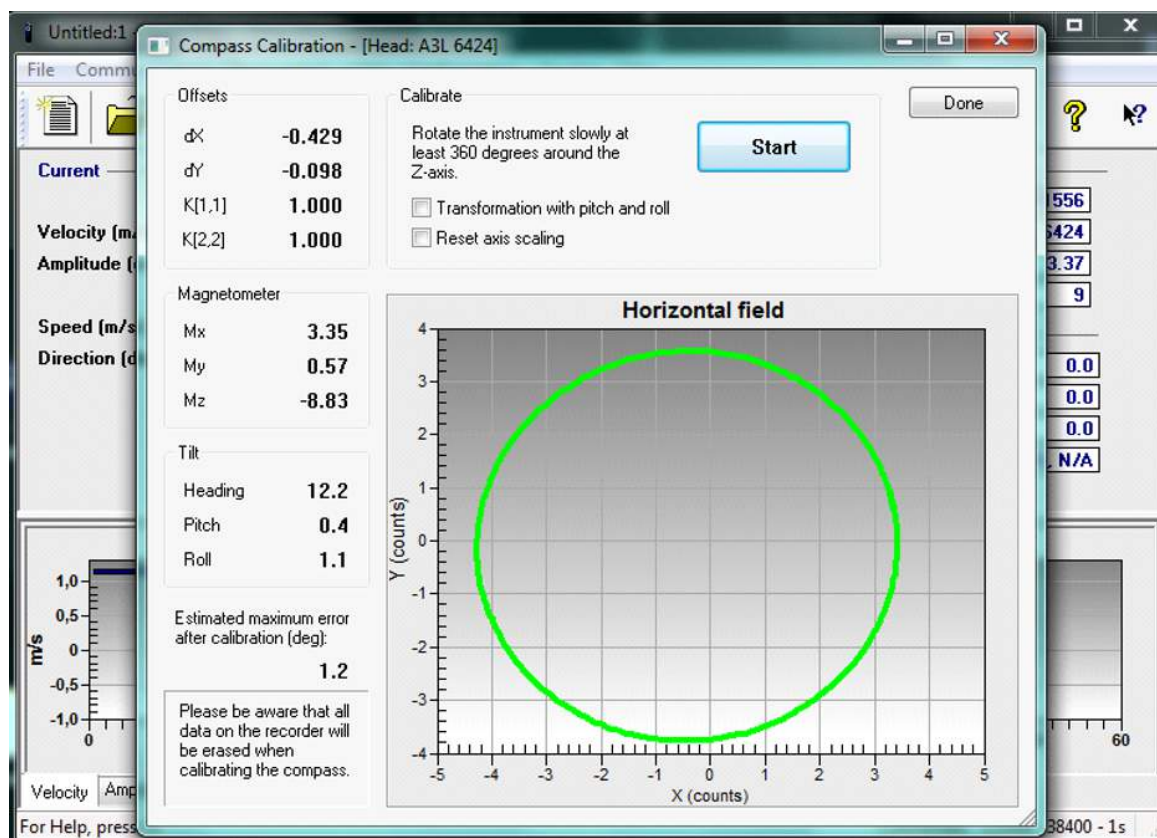 Untitled:1 -
Compass Calibration - [Head: A3L 6424]
File
Offsets
dX -0.429
dY -0.098
K[1,1] 1.000
K[2,2] 1.000
Calibrate
Rotate the instrument slowly at
least 360 degrees around the
Z-axis.
Start
Done
Transformation with pitch and roll
Reset axis scaling
Current
Velocity
Amplitude
Speed (m/s
Direction
1556
6424
3.37
9
0.0
0.0
0.0
, N/A
Magnetometer
Mx 3.35
My 0.57
Mz -8.83
Tilt
Heading 12.2
Pitch 0.4
Roll 1.1
Estimated maximum error
after calibration (deg):
1.2
Please be aware that all
data on the recorder will
be erased when
calibrating the compass.
Horizontal field
4
3
2
1
0
-1
-2
-3
-4
Y (counts)
-5 -4 -3 -2 -1 0 1 2 3 4 5
X (counts)
1,0
0,5
0
-0,5
-1,0
m/s
0
60
Velocity
For Help, press
38400 - 1s